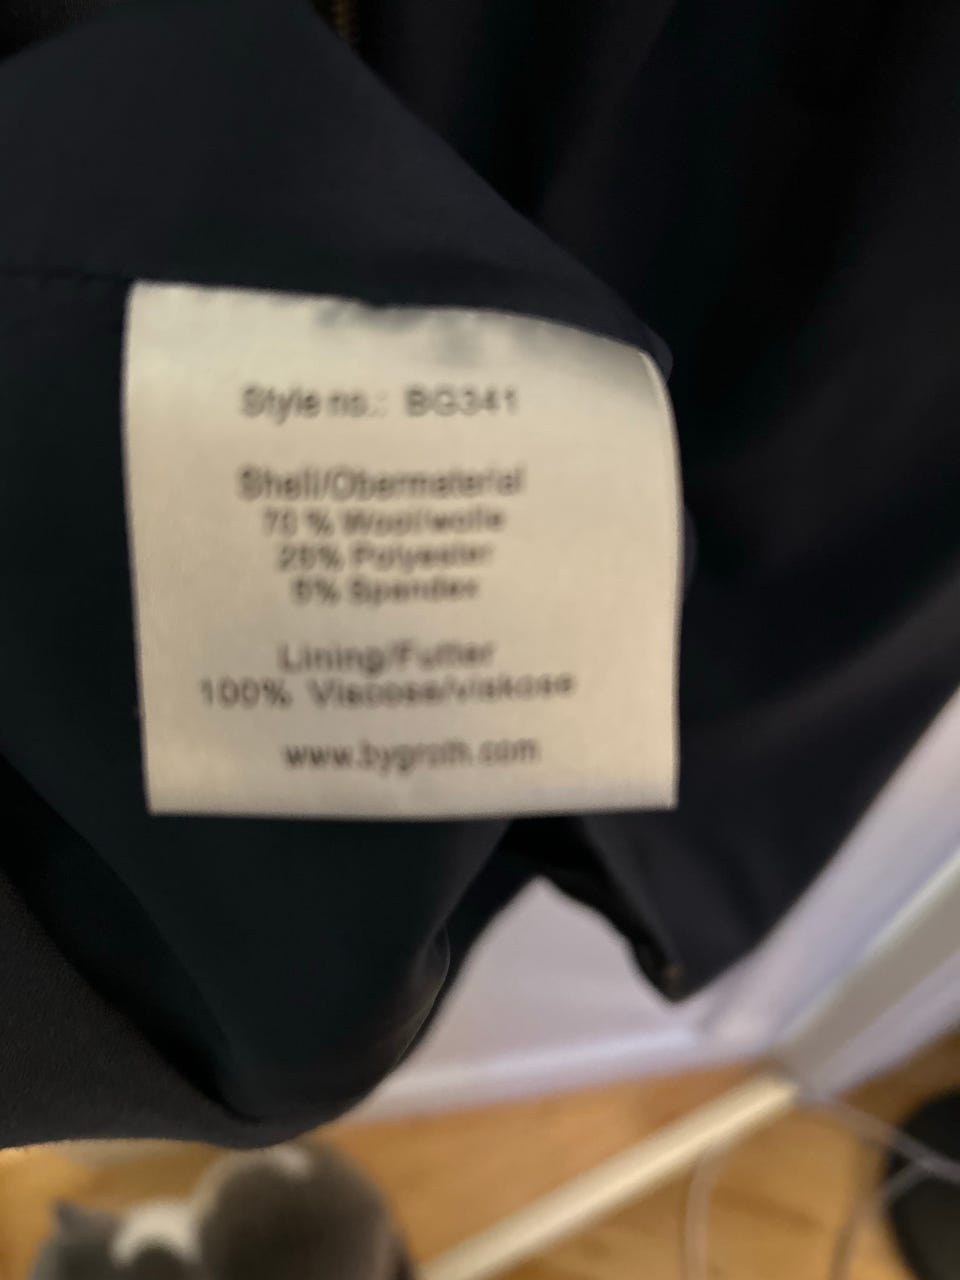 Style no.: BG341
Shell/Obermaterial
70 % Wool/wolle
25% Polyester
5% Spandex
Lining/Futter
100% Viscose/viskose
www.bygroth.com